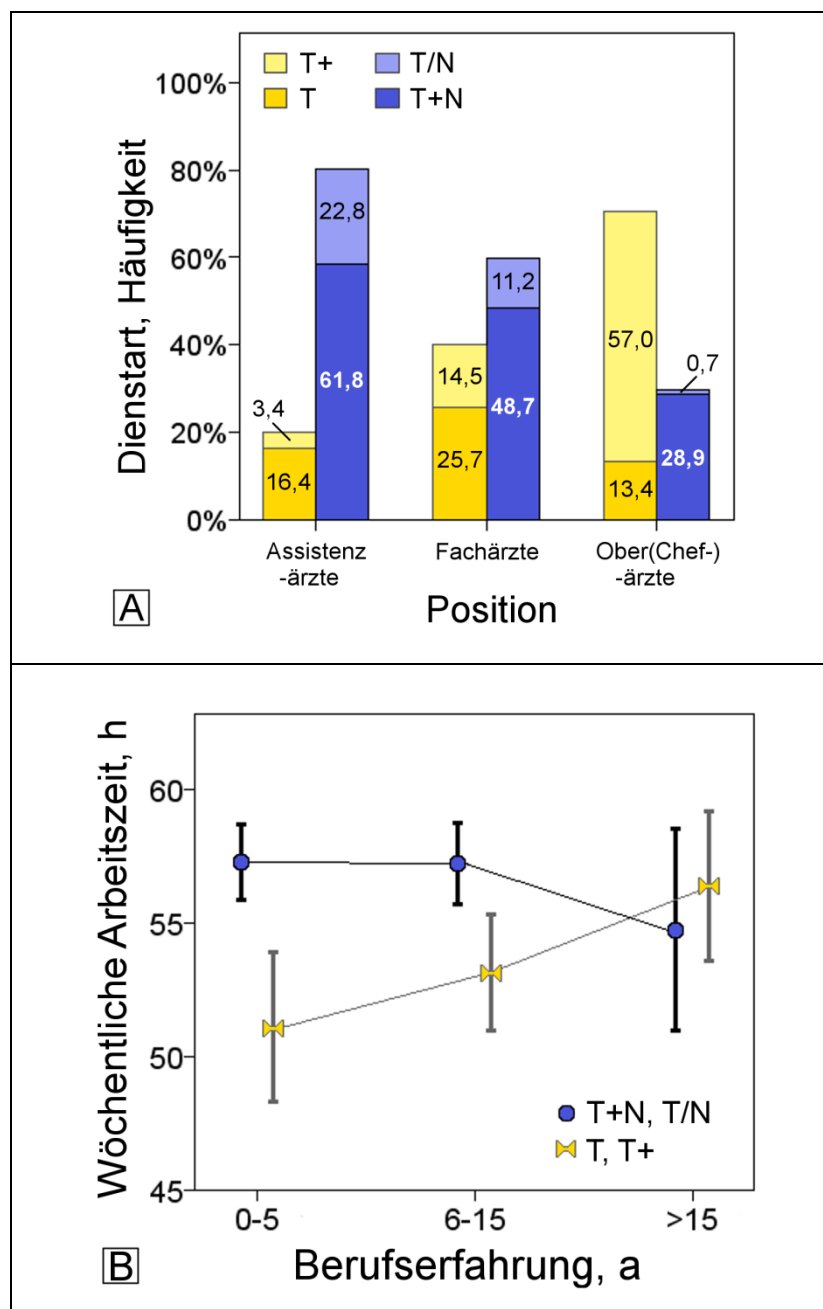 T+ T/N
T T+N
100%
80%
60%
40%
20%
0%
Dienstart, Häufigkeit
22,8
61,8
3,4
16,4
11,2
14,5
48,7
25,7
57,0
0,7
28,9
13,4
Assistenz
-ärzte
Fachärzte
Ober(Chef-)
-ärzte
A
Position
Wöchentliche Arbeitszeit, h
60
55
50
45
T+N, T/N
T, T+
0-5
6-15
>15
B
Berufserfahrung, a